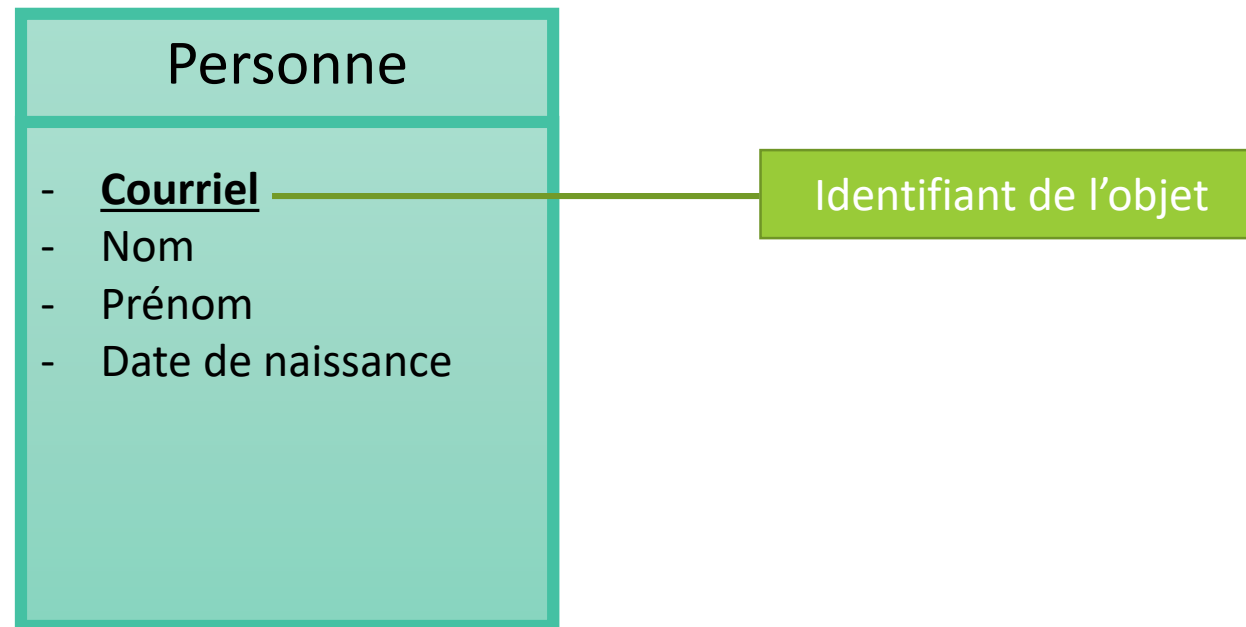 Personne
- Courriel
Identifiant de l’objet
- Nom
- Prénom
- Date de naissance